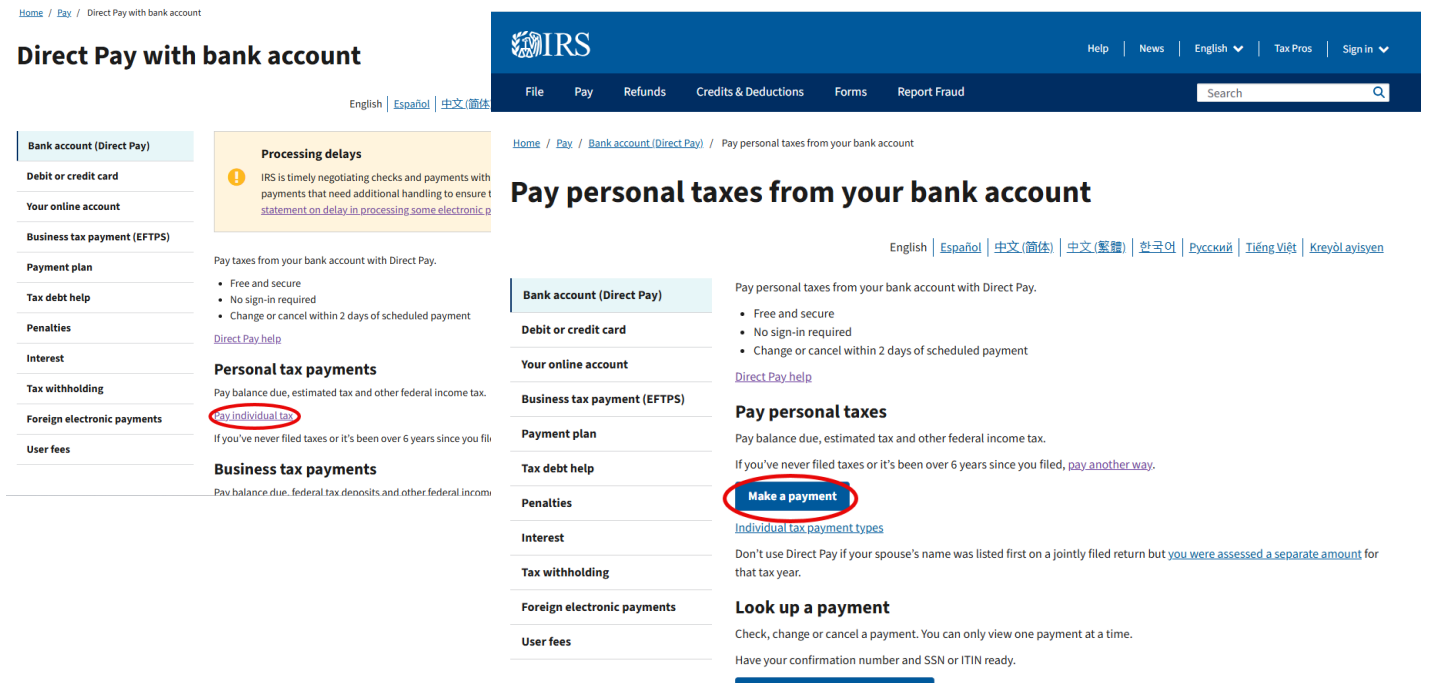 Home / Pay / Direct Pay with bank account
Direct Pay with bank account
English | Español | 中文 (简体
Bank account (Direct Pay)
Debit or credit card
Your online account
Business tax payment (EFTPS)
Payment plan
Tax debt help
Penalties
Interest
Tax withholding
Foreign electronic payments
User fees
Processing delays
IRS is timely negotiating checks and payments with
payments that need additional handling to ensure t
statement on delay in processing some electronic p
Pay taxes from your bank account with Direct Pay.
• Free and secure
• No sign-in required
• Change or cancel within 2 days of scheduled payment
Direct Pay help
Personal tax payments
Pay balance due, estimated tax and other federal income tax.
Pay individual tax
If you've never filed taxes or it's been over 6 years since you fil
Business tax payments
Pay balance due, federal tax deposits and other federal incom
IRS
Help | News | English | Tax Pros | Sign in
File Pay Refunds Credits & Deductions Forms Report Fraud Search
Home / Pay / Bank account (Direct Pay) / Pay personal taxes from your bank account
Pay personal taxes from your bank account
English | Español | 中文 (简体) | 中文 (繁體) | 한국어 | Русский | Tiếng Việt | Kreyòl ayisyen
Bank account (Direct Pay)
Debit or credit card
Your online account
Business tax payment (EFTPS)
Payment plan
Tax debt help
Penalties
Interest
Tax withholding
Foreign electronic payments
User fees
Pay personal taxes from your bank account with Direct Pay.
• Free and secure
• No sign-in required
• Change or cancel within 2 days of scheduled payment
Direct Pay help
Pay personal taxes
Pay balance due, estimated tax and other federal income tax.
If you've never filed taxes or it's been over 6 years since you filed, pay another way.
Make a payment
Individual tax payment types
Don't use Direct Pay if your spouse's name was listed first on a jointly filed return but you were assessed a separate amount for
that tax year.
Look up a payment
Check, change or cancel a payment. You can only view one payment at a time.
Have your confirmation number and SSN or ITIN ready.